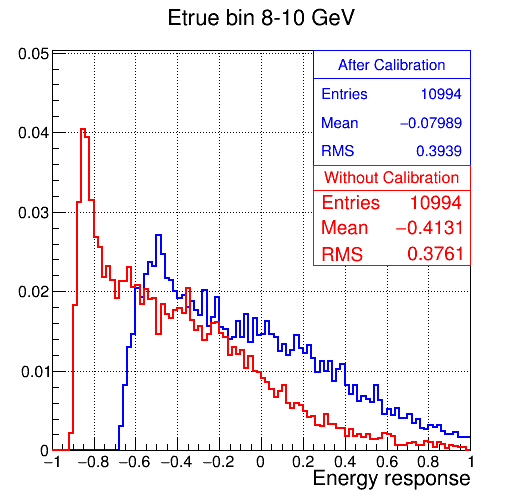 Etrue bin 8-10 GeV
After Calibration
Entries 10994
Mean −0.07989
RMS 0.3939
Without Calibration
Entries 10994
Mean −0.4131
RMS 0.3761
0.05
0.04
0.03
0.02
0.01
0
−1 −0.8 −0.6 −0.4 −0.2 0 0.2 0.4 0.6 0.8 1
Energy response